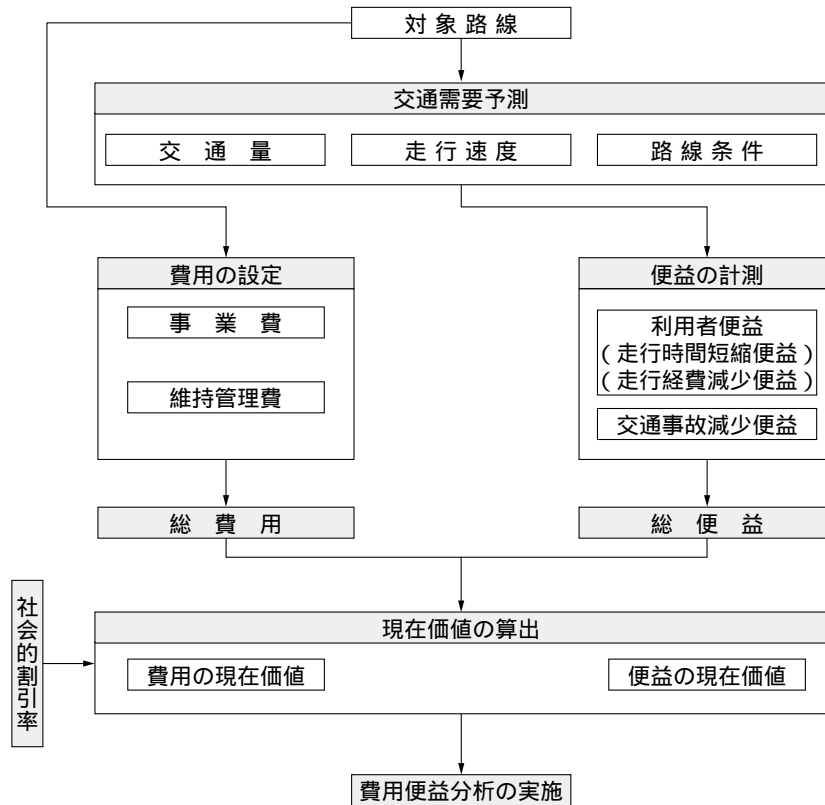 対象路線
交通需要予測
交通量
走行速度
路線条件
費用の設定
事業費
維持管理費
便益の計測
利用者便益
(走行時間短縮便益)
(走行経費減少便益)
交通事故減少便益
総費用
総便益
社会的割引率
現在価値の算出
費用の現在価値
便益の現在価値
費用便益分析の実施